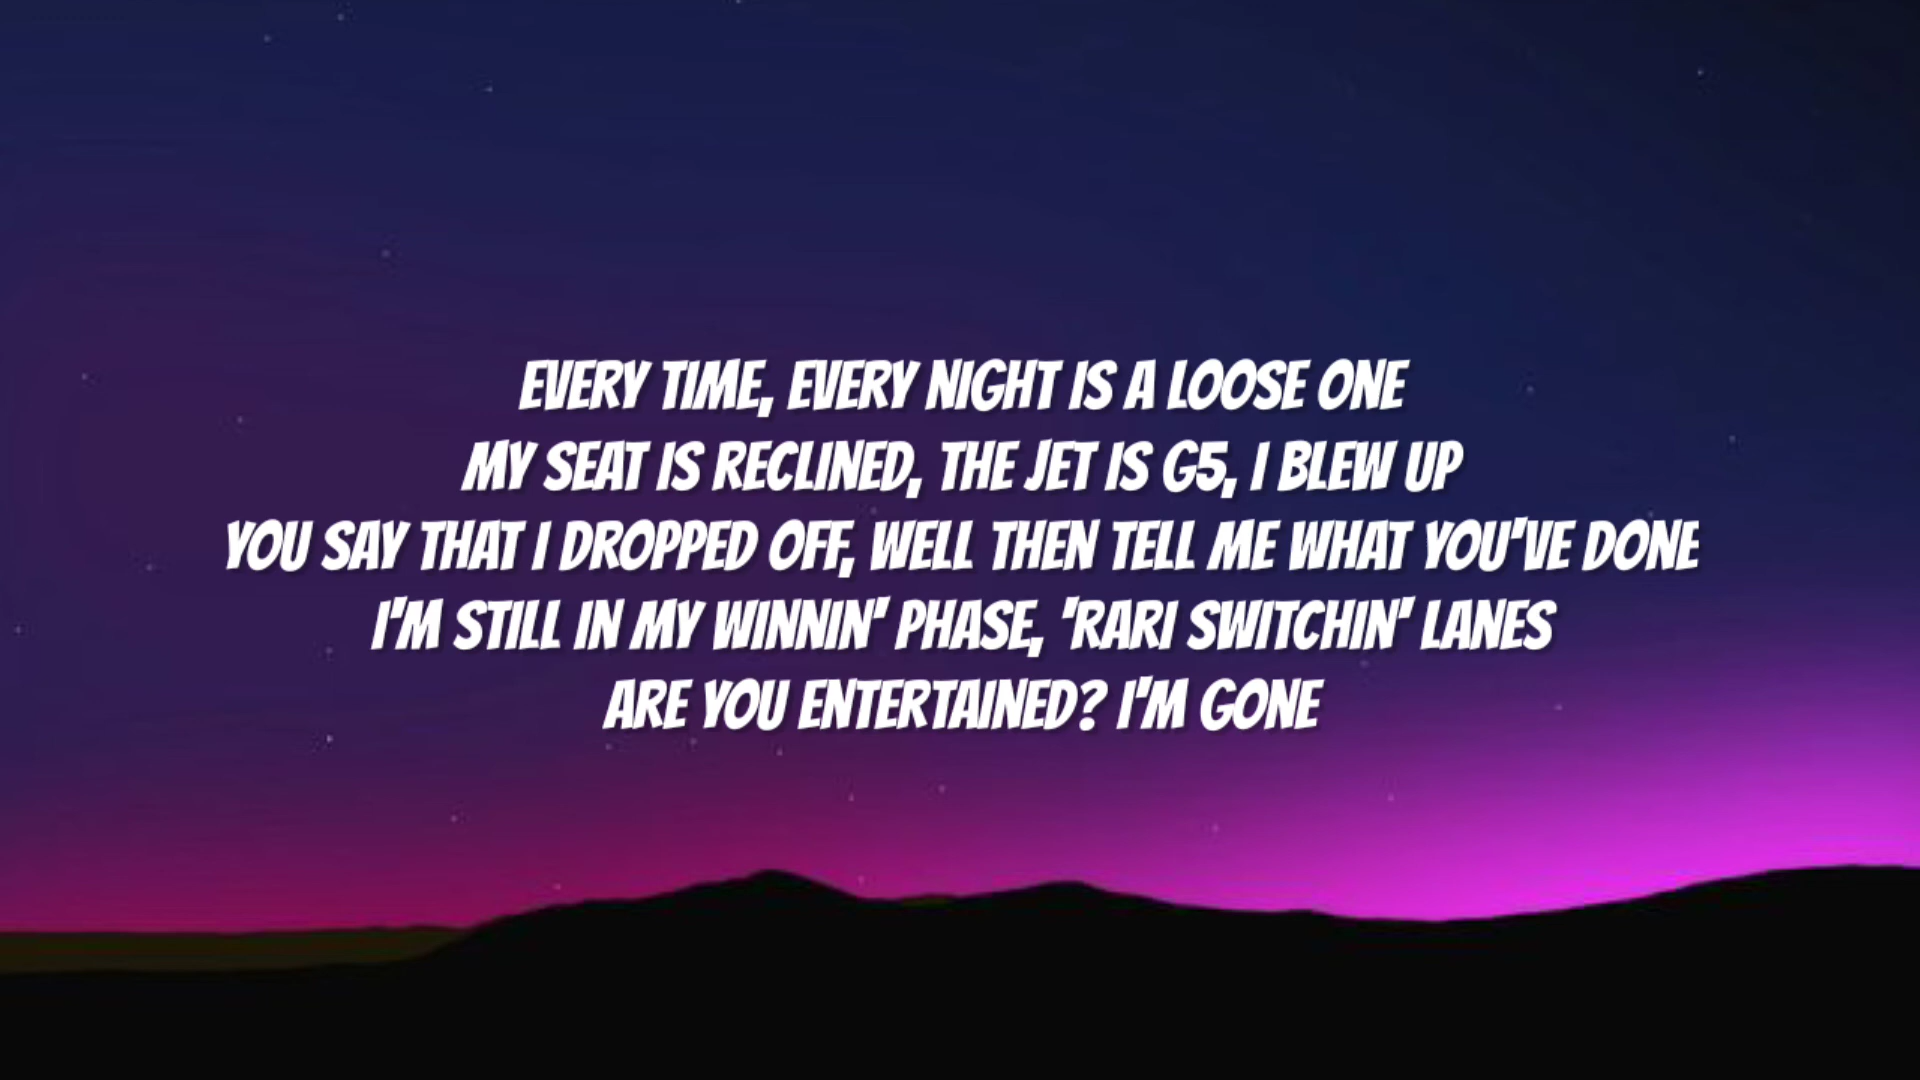 EVERY TIME, EVERY NIGHT IS A LOOSE ONE
MY SEAT IS RECLINED, THE JET IS G5, I BLEW UP
YOU SAY THAT I DROPPED OFF, WELL THEN TELL ME WHAT YOU'VE DONE
I'M STILL IN MY WINNIN' PHASE, 'RARI SWITCHIN' LANES
ARE YOU ENTERTAINED? I'M GONE